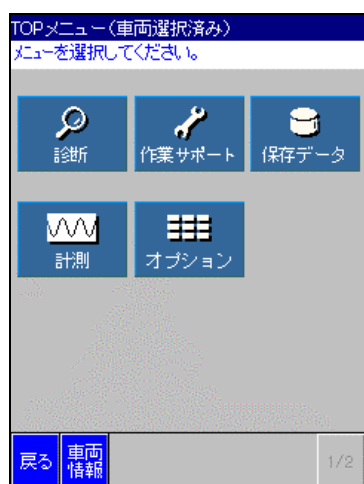 TOPメニュー(車両選択済み)
メニューを選択してください。
診断
作業サポート
保存データ
計測
オプション
戻る
車両
情報
1/2